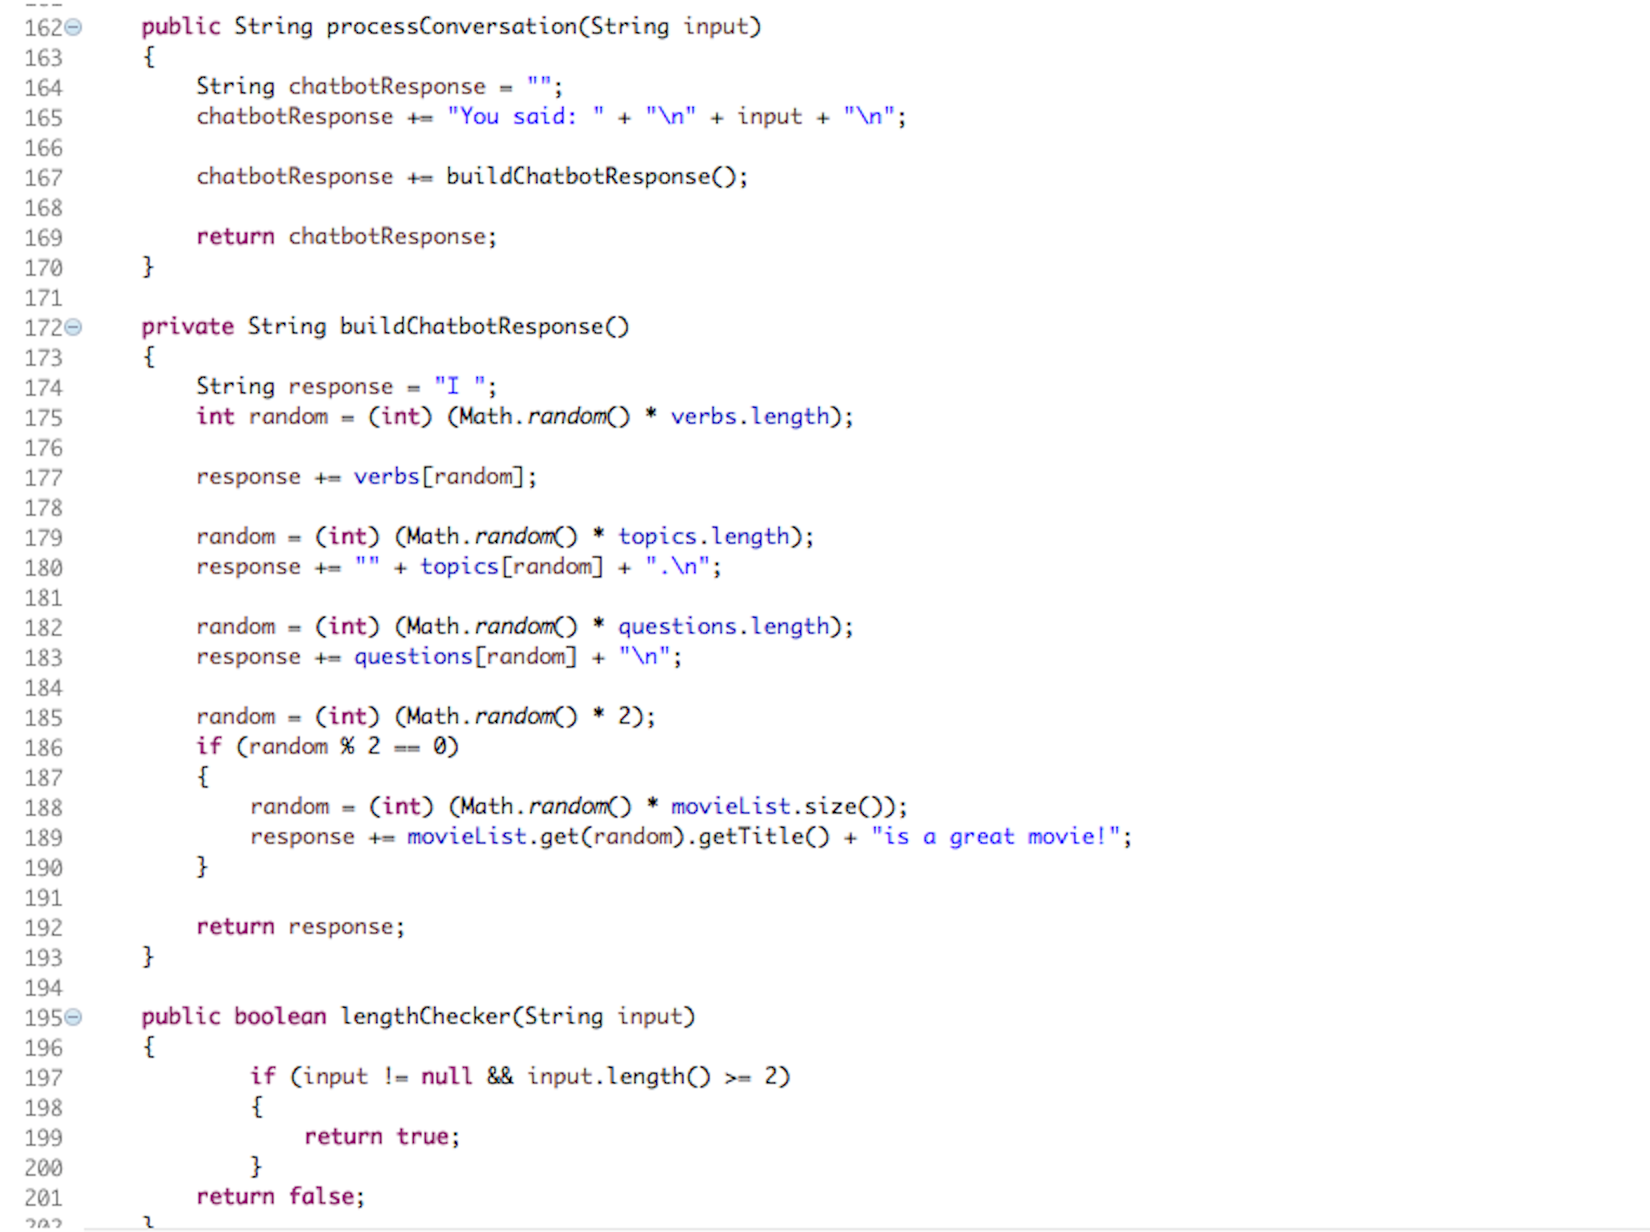 162 public String processConversation(String input)
163 {
164 String chatbotResponse = "";
165 chatbotResponse += "You said: " + "\n" + input + "\n";
166
167 chatbotResponse += buildChatbotResponse();
168
169 return chatbotResponse;
170 }
171
172 private String buildChatbotResponse()
173 {
174 String response = "I ";
175 int random = (int) (Math.random() * verbs.length);
176
177 response += verbs[random];
178
179 random = (int) (Math.random() * topics.length);
180 response += "" + topics[random] + ".\n";
181
182 random = (int) (Math.random() * questions.length);
183 response += questions[random] + "\n";
184
185 random = (int) (Math.random() * 2);
186 if (random % 2 == 0)
187 {
188 random = (int) (Math.random() * movieList.size());
189 response += movieList.get(random).getTitle() + "is a great movie!";
190 }
191
192 return response;
193 }
194
195 public boolean lengthChecker(String input)
196 {
197 if (input != null && input.length() >= 2)
198 {
199 return true;
200 }
201 return false;
202 }